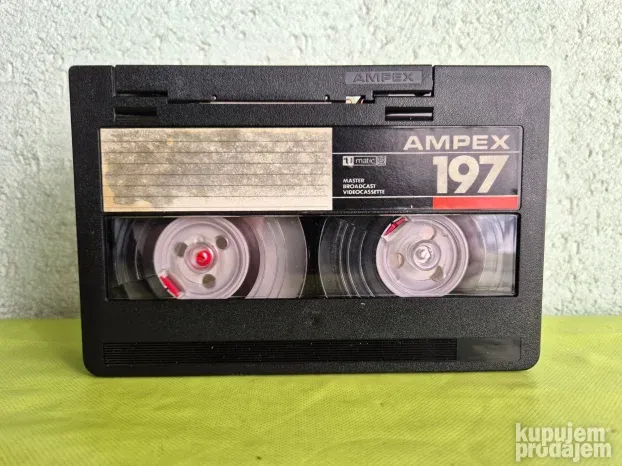 AMPEX
AMPEX
U matic
197
MASTER
BROADCAST
VIDEOCASSETTE
kupujem
prodajem